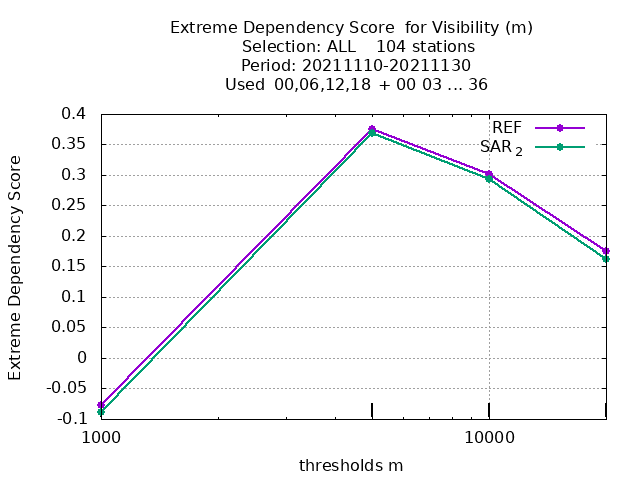 Extreme Dependency Score  for Visibility (m)
Selection: ALL    104 stations
Period: 20211110-20211130
Used  00,06,12,18 + 00 03 ... 36
REF
SAR 2
Extreme Dependency Score
0.4
0.35
0.3
0.25
0.2
0.15
0.1
0.05
0
-0.05
-0.1
1000
10000
thresholds m